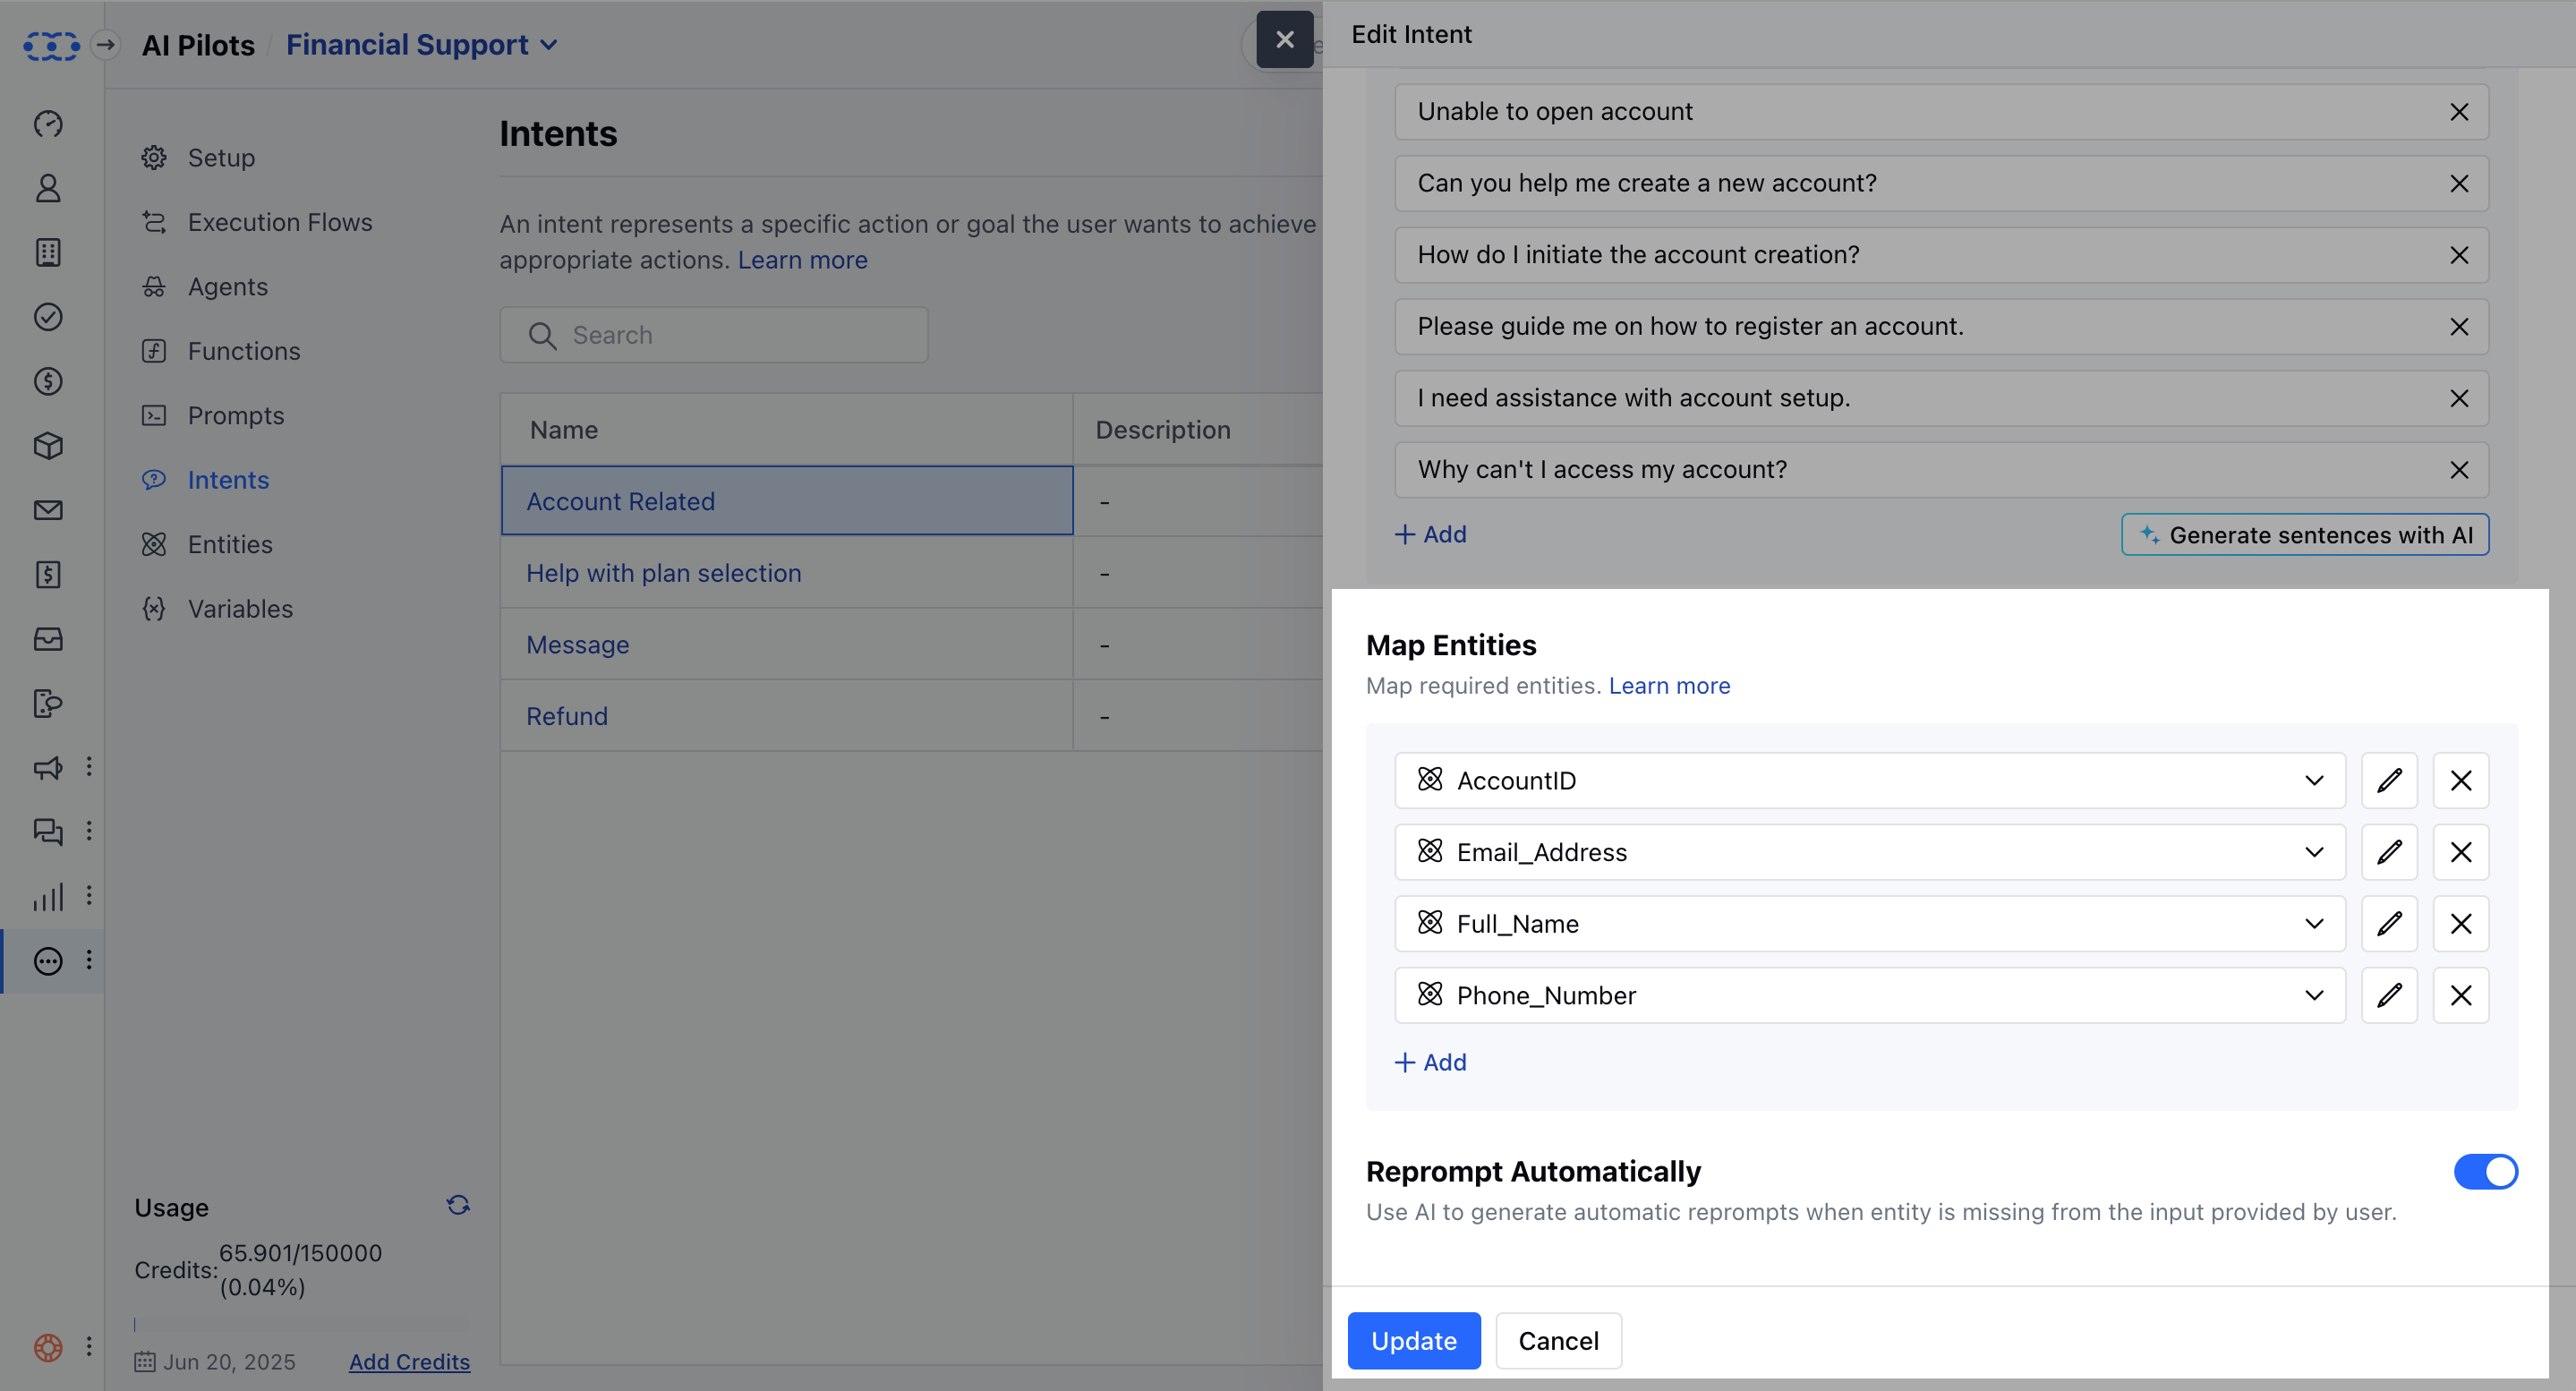 AI Pilots / Financial Support
Setup
Execution Flows
Agents
Functions
Prompts
Intents
Entities
Variables
Usage
Credits: 65.901/150000
(0.04%)
Jun 20, 2025 Add Credits
Intents
An intent represents a specific action or goal the user wants to achieve
appropriate actions. Learn more
Search
Name Description
Account Related -
Help with plan selection -
Message -
Refund -
Edit Intent
Unable to open account
Can you help me create a new account?
How do I initiate the account creation?
Please guide me on how to register an account.
I need assistance with account setup.
Why can't I access my account?
+ Add Generate sentences with AI
Map Entities
Map required entities. Learn more
AccountID
Email_Address
Full_Name
Phone_Number
+ Add
Reprompt Automatically
Use AI to generate automatic reprompts when entity is missing from the input provided by user.
Update Cancel